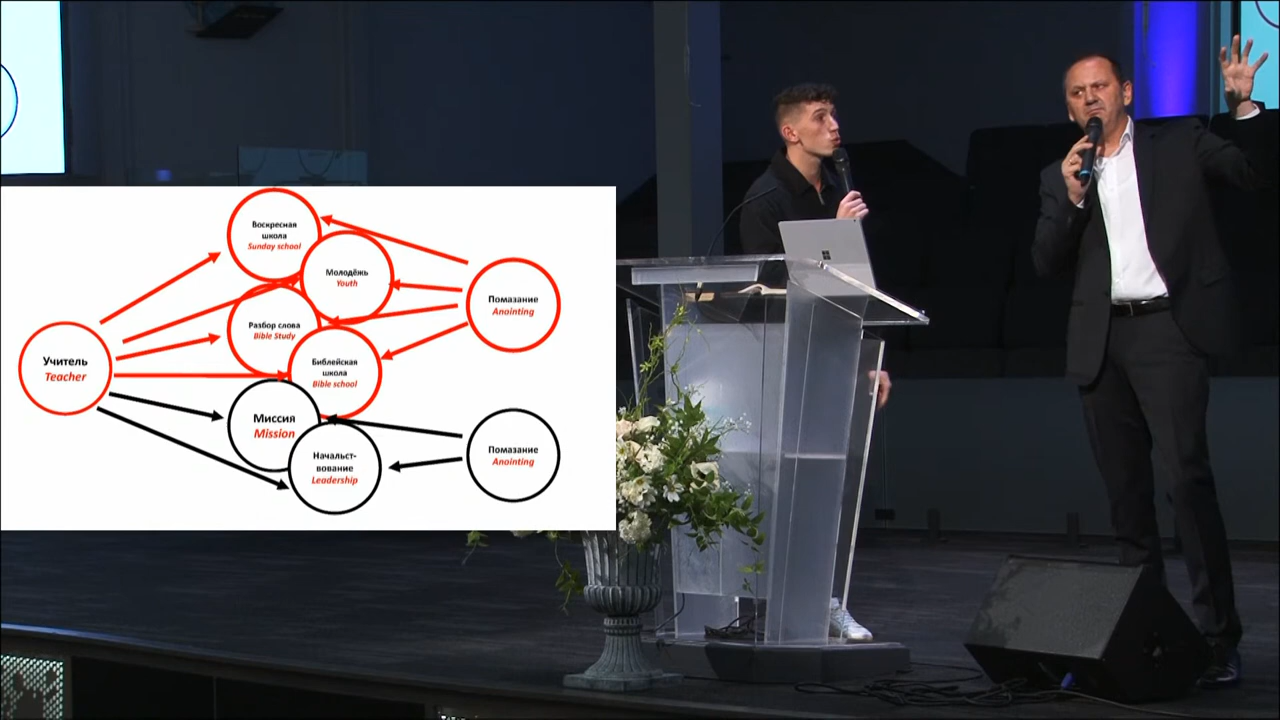 Воскресная
школа
Sunday school
Молодёжь
Youth
Помазание
Anointing
Разбор слова
Bible Study
Учитель
Teacher
Библейская
школа
Bible school
Миссия
Mission
Начальст-
вование
Leadership
Помазание
Anointing